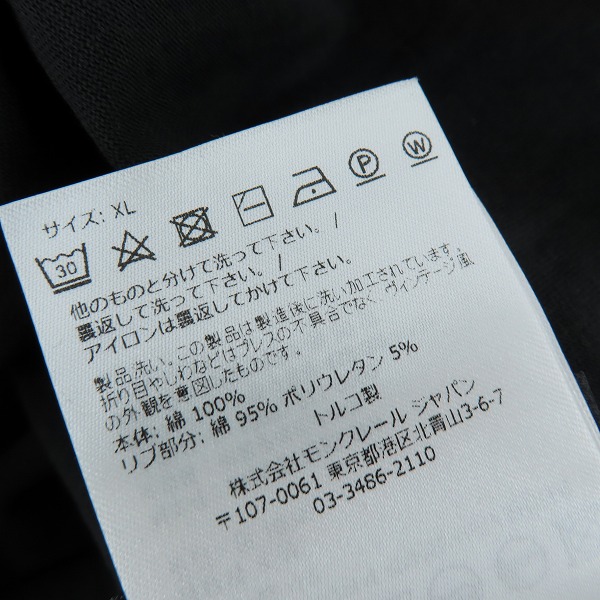 サイズ: XL
30
P
W
他のものと分けて洗って下さい。/
裏返して洗って下さい。/
アイロンは裏返してかけて下さい。
製品洗い。この製品は製造後に洗い加工されています。
折り目やしわなどはプレスの不具合でなく、ヴィンテージ風
の外観を意図したものです。
本体: 綿 100%
リブ部分: 綿 95% ポリウレタン 5%
トルコ製
株式会社モンクレール ジャパン
〒107-0061 東京都港区北青山3-6-7
03-3486-2110